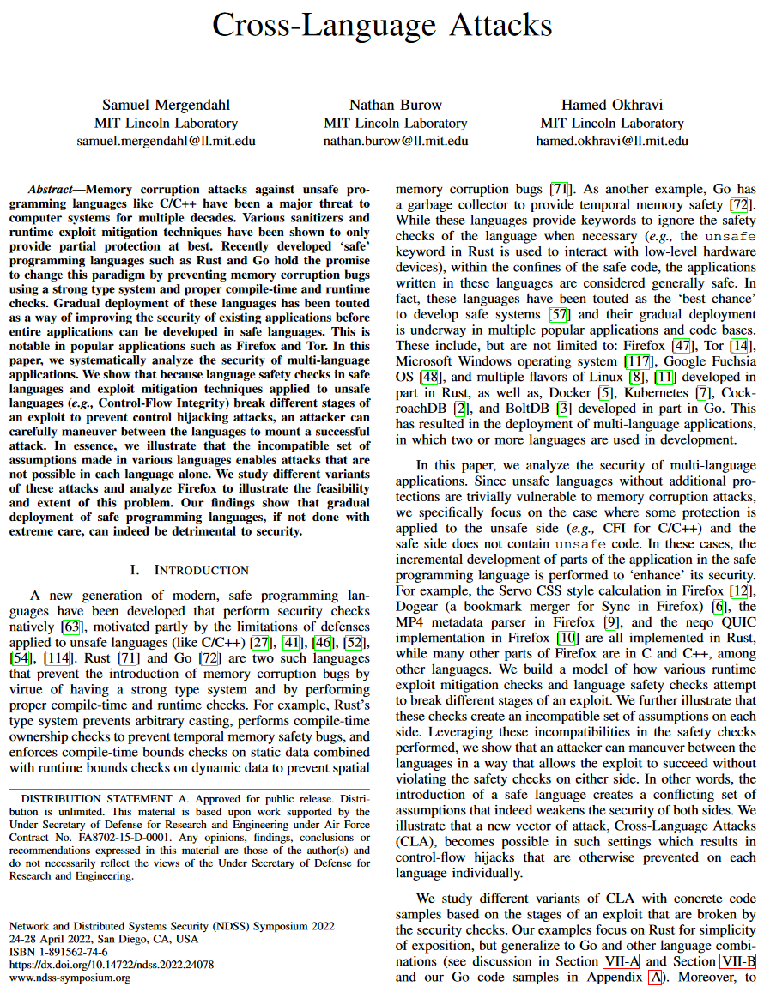 Cross-Language Attacks
Samuel Mergendahl
MIT Lincoln Laboratory
samuel.mergendahl@ll.mit.edu
Nathan Burow
MIT Lincoln Laboratory
nathan.burow@ll.mit.edu
Hamed Okhravi
MIT Lincoln Laboratory
hamed.okhravi@ll.mit.edu
Abstract—Memory corruption attacks against unsafe pro-
gramming languages like C/C++ have been a major threat to
computer systems for multiple decades. Various sanitizers and
runtime exploit mitigation techniques have been shown to only
provide partial protection at best. Recently developed ‘safe’
programming languages such as Rust and Go hold the promise
to change this paradigm by preventing memory corruption bugs
using a strong type system and proper compile-time and runtime
checks. Gradual deployment of these languages has been touted
as a way of improving the security of existing applications before
entire applications can be developed in safe languages. This is
notable in popular applications such as Firefox and Tor. In this
paper, we systematically analyze the security of multi-language
applications. We show that because language safety checks in safe
languages and exploit mitigation techniques applied to unsafe
languages (e.g., Control-Flow Integrity) break different stages of
an exploit to prevent control hijacking attacks, an attacker can
carefully maneuver between the languages to mount a successful
attack. In essence, we illustrate that the incompatible set of
assumptions made in various languages enables attacks that are
not possible in each language alone. We study different variants
of these attacks and analyze Firefox to illustrate the feasibility
and extent of this problem. Our findings show that gradual
deployment of safe programming languages, if not done with
extreme care, can indeed be detrimental to security.
I. INTRODUCTION
A new generation of modern, safe programming lan-
guages have been developed that perform security checks
natively [63], motivated partly by the limitations of defenses
applied to unsafe languages (like C/C++) [27], [41], [46], [52],
[54], [114]. Rust [71] and Go [72] are two such languages
that prevent the introduction of memory corruption bugs by
virtue of having a strong type system and by performing
proper compile-time and runtime checks. For example, Rust’s
type system prevents arbitrary casting, performs compile-time
ownership checks to prevent temporal memory safety bugs, and
enforces compile-time bounds checks on static data combined
with runtime bounds checks on dynamic data to prevent spatial
DISTRIBUTION STATEMENT A. Approved for public release. Distri-
bution is unlimited. This material is based upon work supported by the
Under Secretary of Defense for Research and Engineering under Air Force
Contract No. FA8702-15-D-0001. Any opinions, findings, conclusions or
recommendations expressed in this material are those of the author(s) and
do not necessarily reflect the views of the Under Secretary of Defense for
Research and Engineering.
Network and Distributed Systems Security (NDSS) Symposium 2022
24-28 April 2022, San Diego, CA, USA
ISBN 1-891562-74-6
https://dx.doi.org/10.14722/ndss.2022.24078
www.ndss-symposium.org
memory corruption bugs [71]. As another example, Go has
a garbage collector to provide temporal memory safety [72].
While these languages provide keywords to ignore the safety
checks of the language when necessary (e.g., the unsafe
keyword in Rust is used to interact with low-level hardware
devices), within the confines of the safe code, the applications
written in these languages are considered generally safe. In
fact, these languages have been touted as the ‘best chance’
to develop safe systems [57] and their gradual deployment
is underway in multiple popular applications and code bases.
These include, but are not limited to: Firefox [47], Tor [14],
Microsoft Windows operating system [117], Google Fuchsia
OS [48], and multiple flavors of Linux [8], [11] developed in
part in Rust, as well as, Docker [5], Kubernetes [7], Cock-
roachDB [2], and BoltDB [3] developed in part in Go. This
has resulted in the deployment of multi-language applications,
in which two or more languages are used in development.
In this paper, we analyze the security of multi-language
applications. Since unsafe languages without additional pro-
tections are trivially vulnerable to memory corruption attacks,
we specifically focus on the case where some protection is
applied to the unsafe side (e.g., CFI for C/C++) and the
safe side does not contain unsafe code. In these cases, the
incremental development of parts of the application in the safe
programming language is performed to ‘enhance’ its security.
For example, the Servo CSS style calculation in Firefox [12],
Dogear (a bookmark merger for Sync in Firefox) [6], the
MP4 metadata parser in Firefox [9], and the neqo QUIC
implementation in Firefox [10] are all implemented in Rust,
while many other parts of Firefox are in C and C++, among
other languages. We build a model of how various runtime
exploit mitigation checks and language safety checks attempt
to break different stages of an exploit. We further illustrate that
these checks create an incompatible set of assumptions on each
side. Leveraging these incompatibilities in the safety checks
performed, we show that an attacker can maneuver between the
languages in a way that allows the exploit to succeed without
violating the safety checks on either side. In other words, the
introduction of a safe language creates a conflicting set of
assumptions that indeed weakens the security of both sides. We
illustrate that a new vector of attack, Cross-Language Attacks
(CLA), becomes possible in such settings which results in
control-flow hijacks that are otherwise prevented on each
language individually.
We study different variants of CLA with concrete code
samples based on the stages of an exploit that are broken by
the security checks. Our examples focus on Rust for simplicity
of exposition, but generalize to Go and other language combi-
nations (see discussion in Section VII-A and Section VII-B
and our Go code samples in Appendix A). Moreover, to